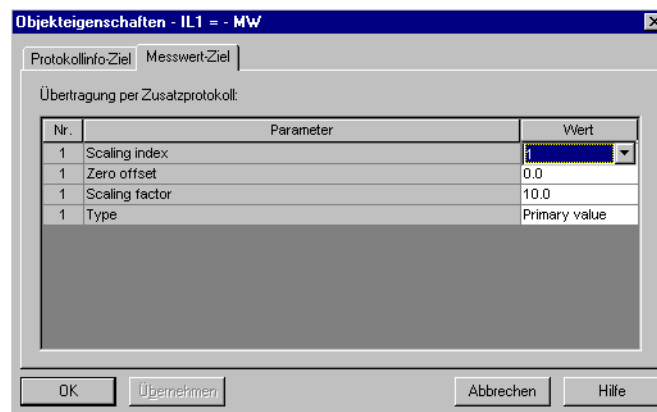 Objekteigenschaften - IL1 = - MW
Protokollinfo-Ziel Messwert-Ziel
Übertragung per Zusatzprotokoll:
Nr. Parameter Wert
1 Scaling index 1
1 Zero offset 0.0
1 Scaling factor 10.0
1 Type Primary value
OK Übernehmen Abbrechen Hilfe